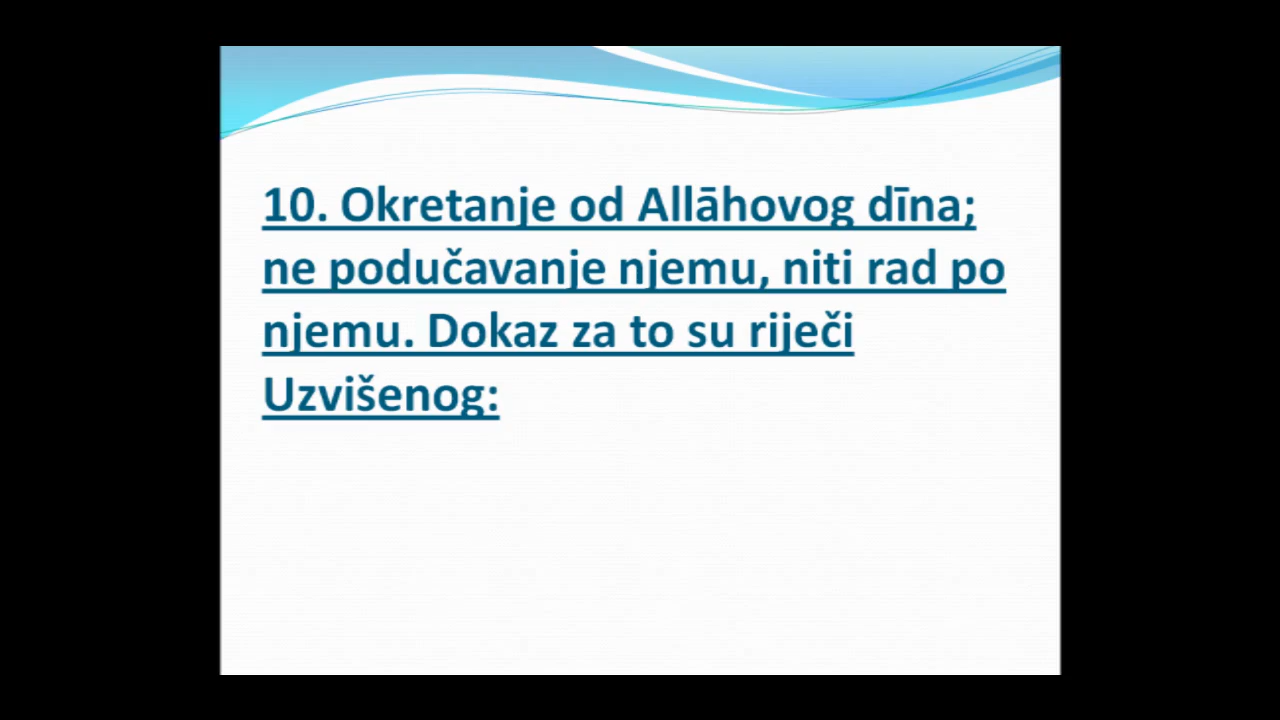 10. Okretanje od Allāhovog dīna;
ne podučavanje njemu, niti rad po
njemu. Dokaz za to su riječi
Uzvišenog: